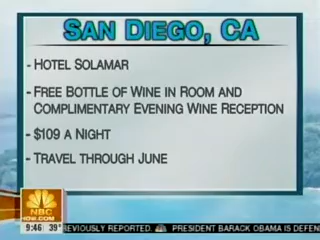 SAN DIEGO, CA
- HOTEL SOLAMAR
- FREE BOTTLE OF WINE IN ROOM AND
COMPLIMENTARY EVENING WINE RECEPTION
- $109 A NIGHT
- TRAVEL THROUGH JUNE
NBC
9:46 39° REVIOUSLY REPORTED. PRESIDENT BARACK OBAMA IS DEFEN